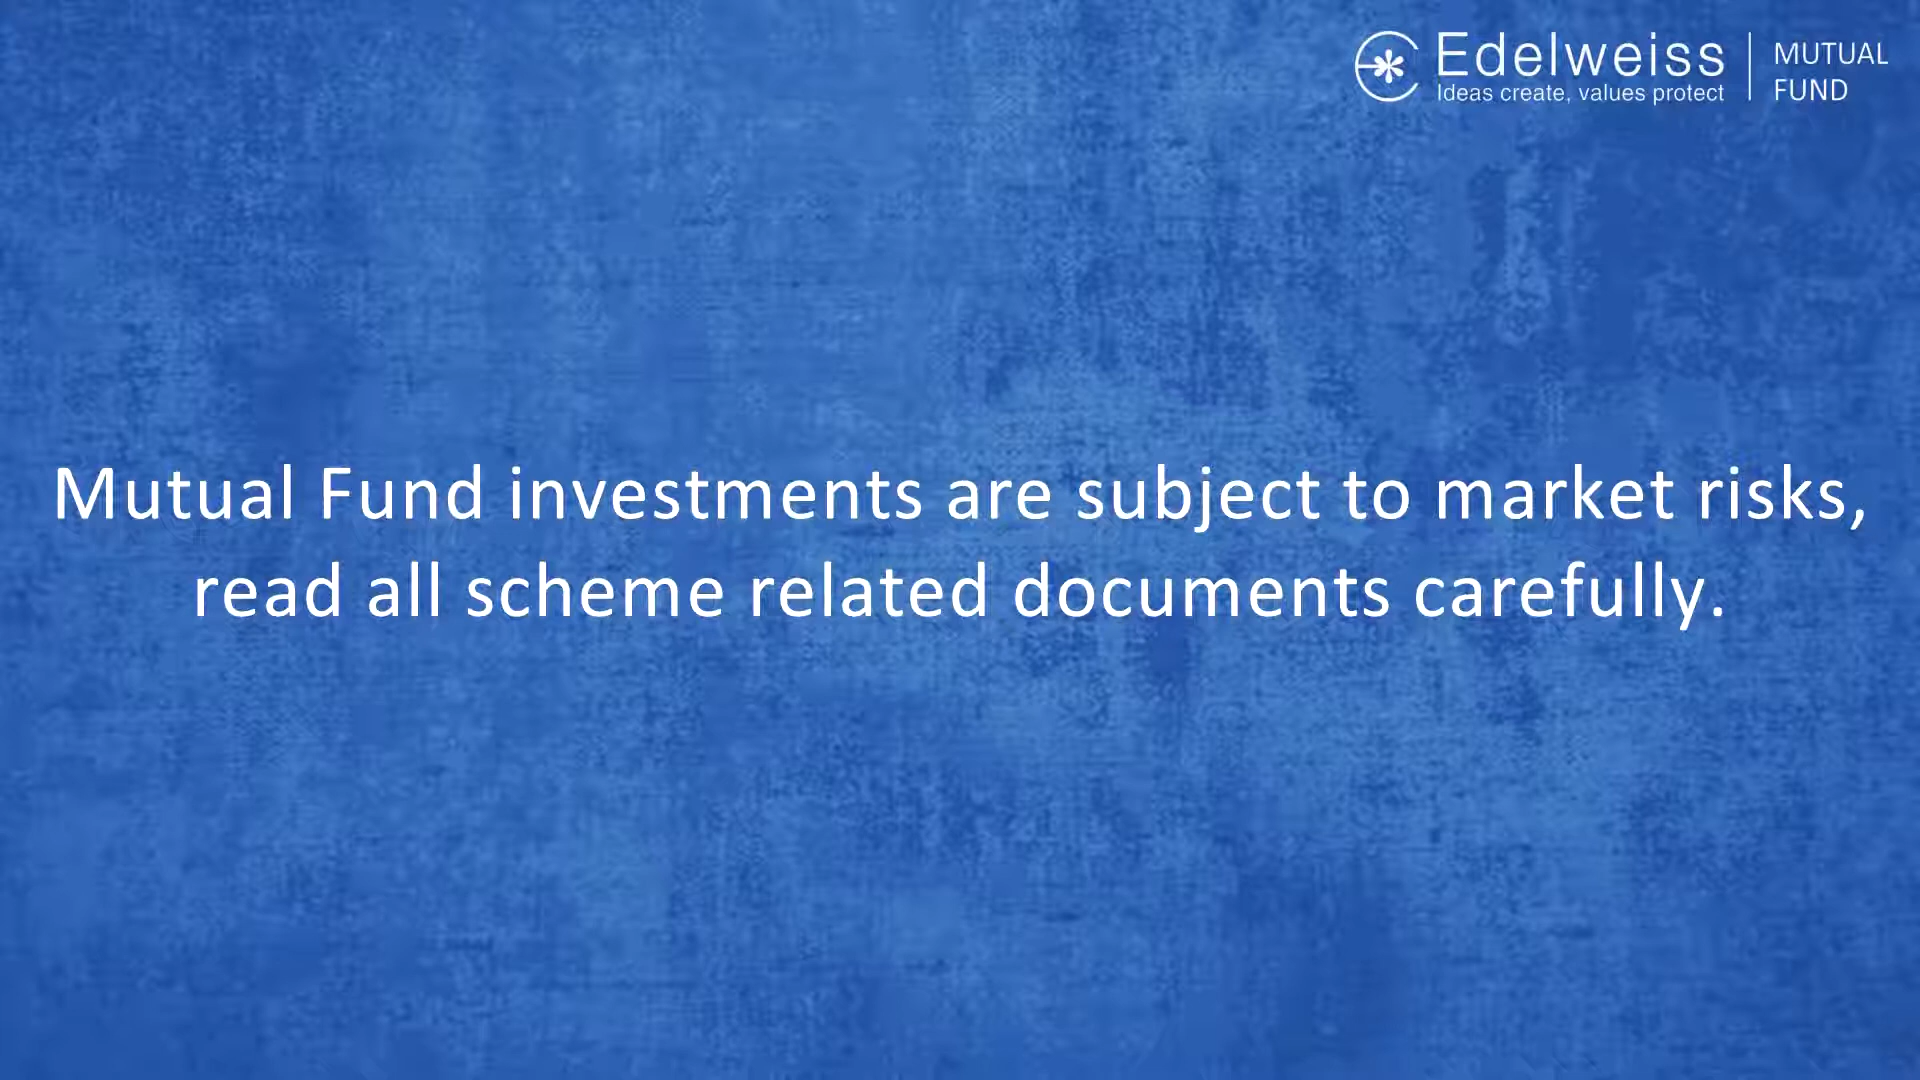 Edelweiss
Ideas create, values protect
MUTUAL
FUND
Mutual Fund investments are subject to market risks,
read all scheme related documents carefully.